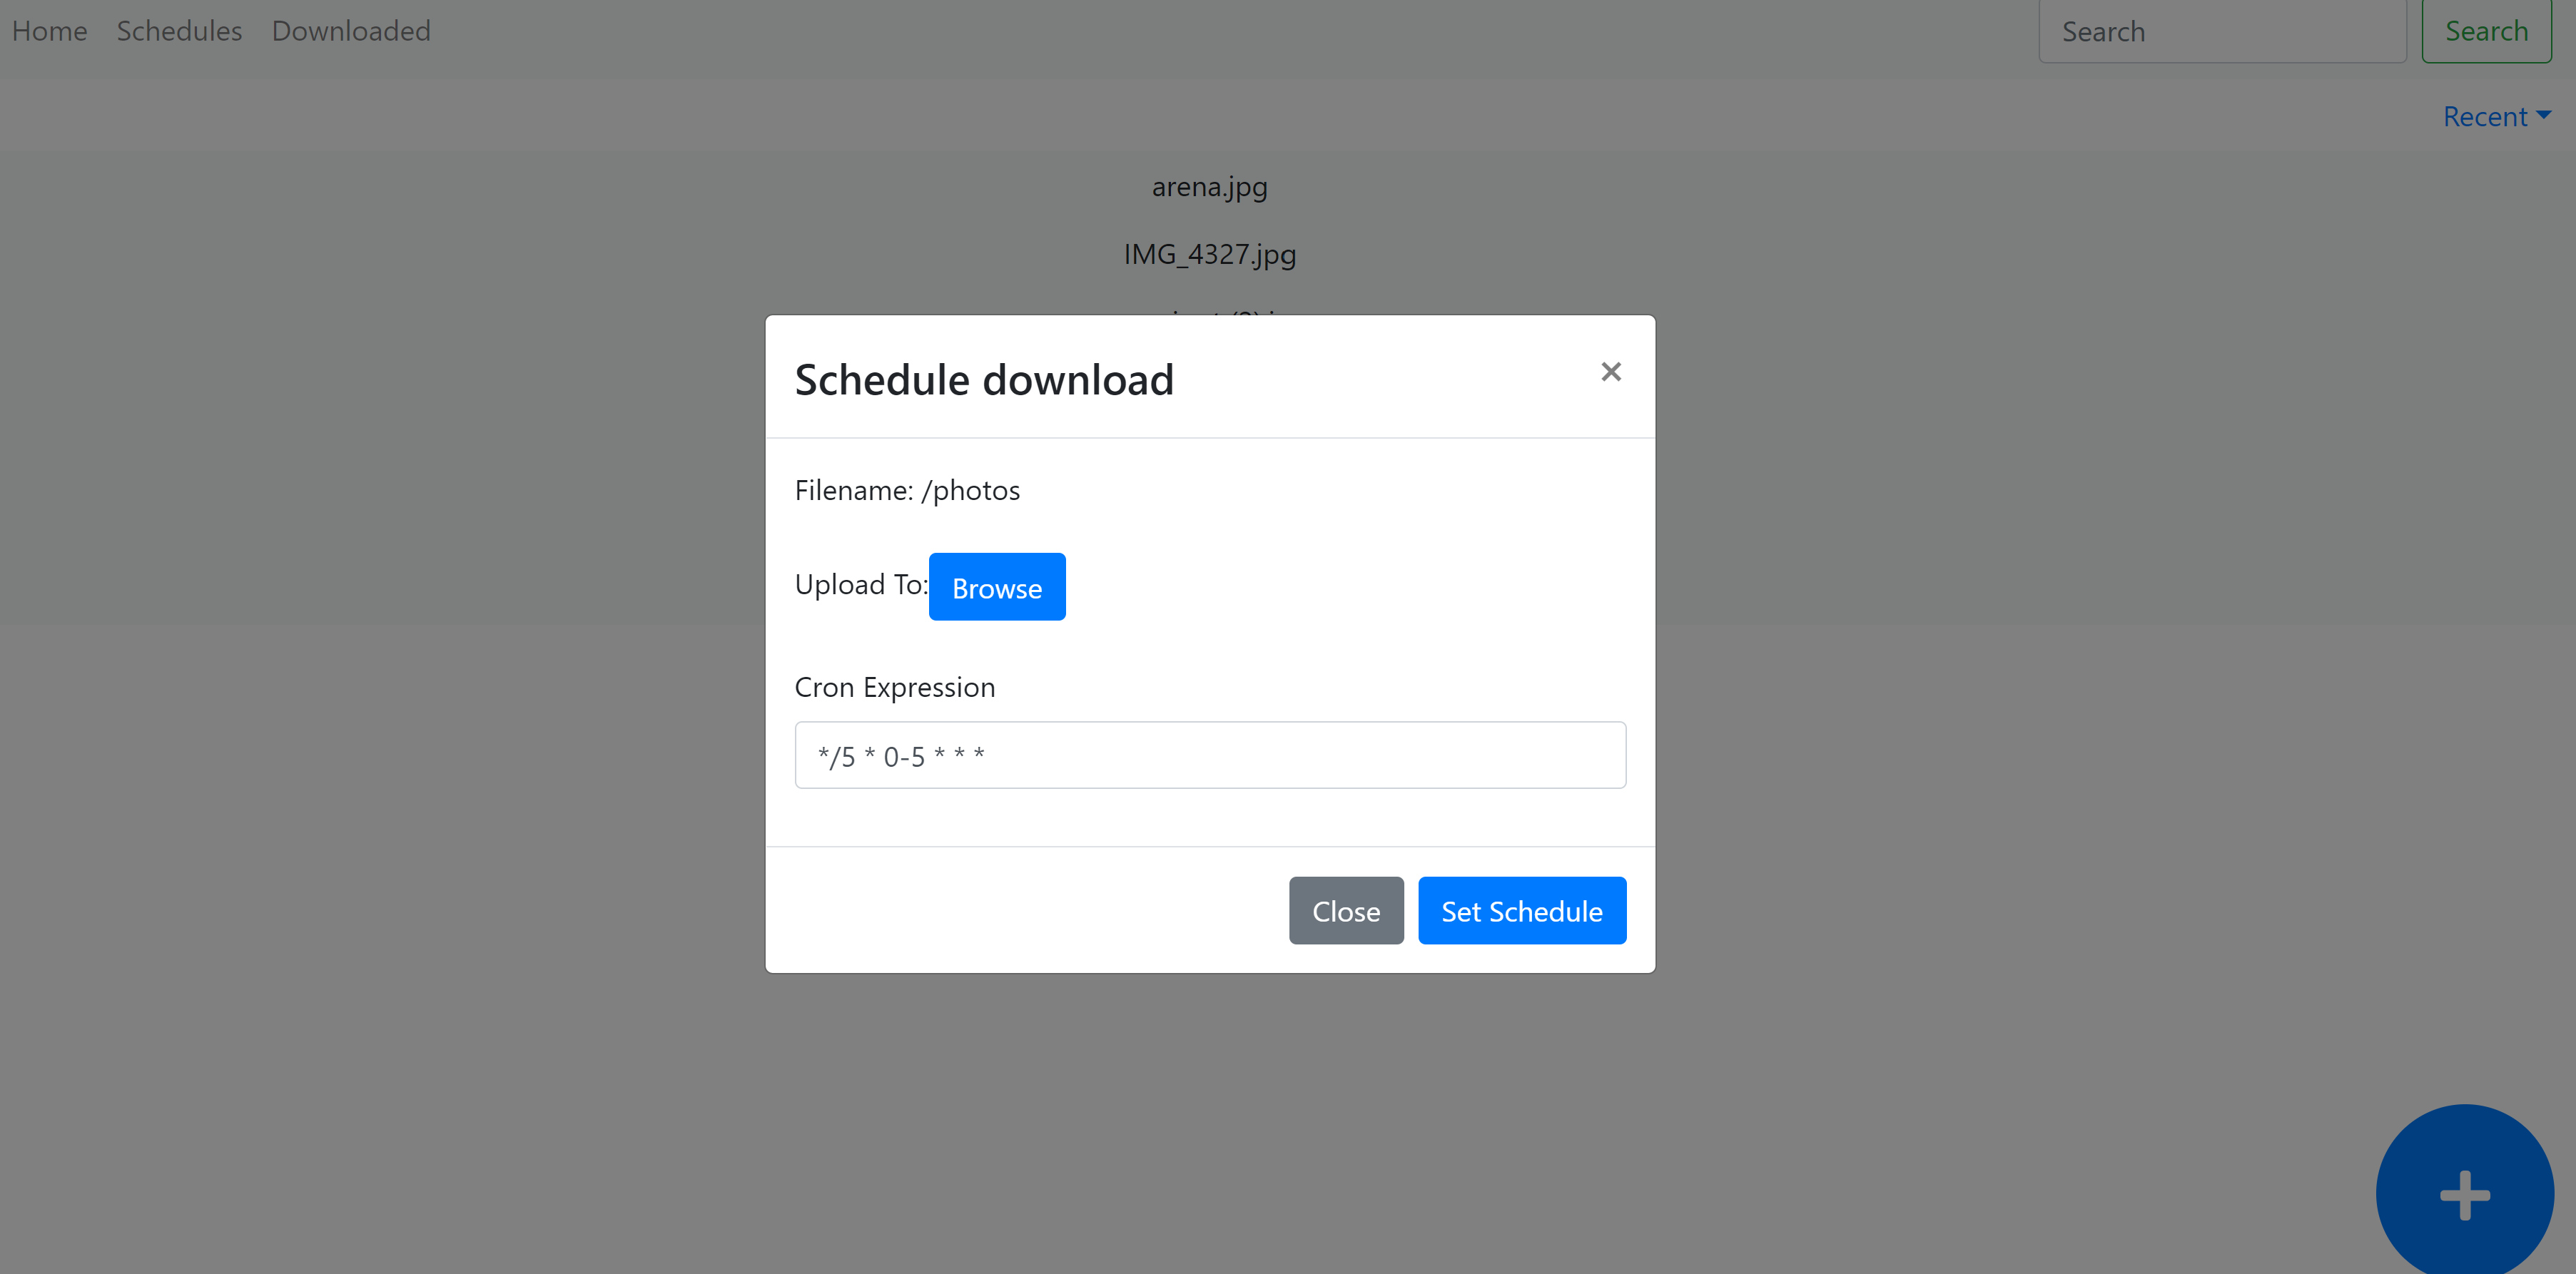 Home Schedules Downloaded Search Search
Recent
arena.jpg
IMG_4327.jpg
Schedule download ×
Filename: /photos
Upload To: Browse
Cron Expression
*/5 * 0-5 * * *
Close Set Schedule